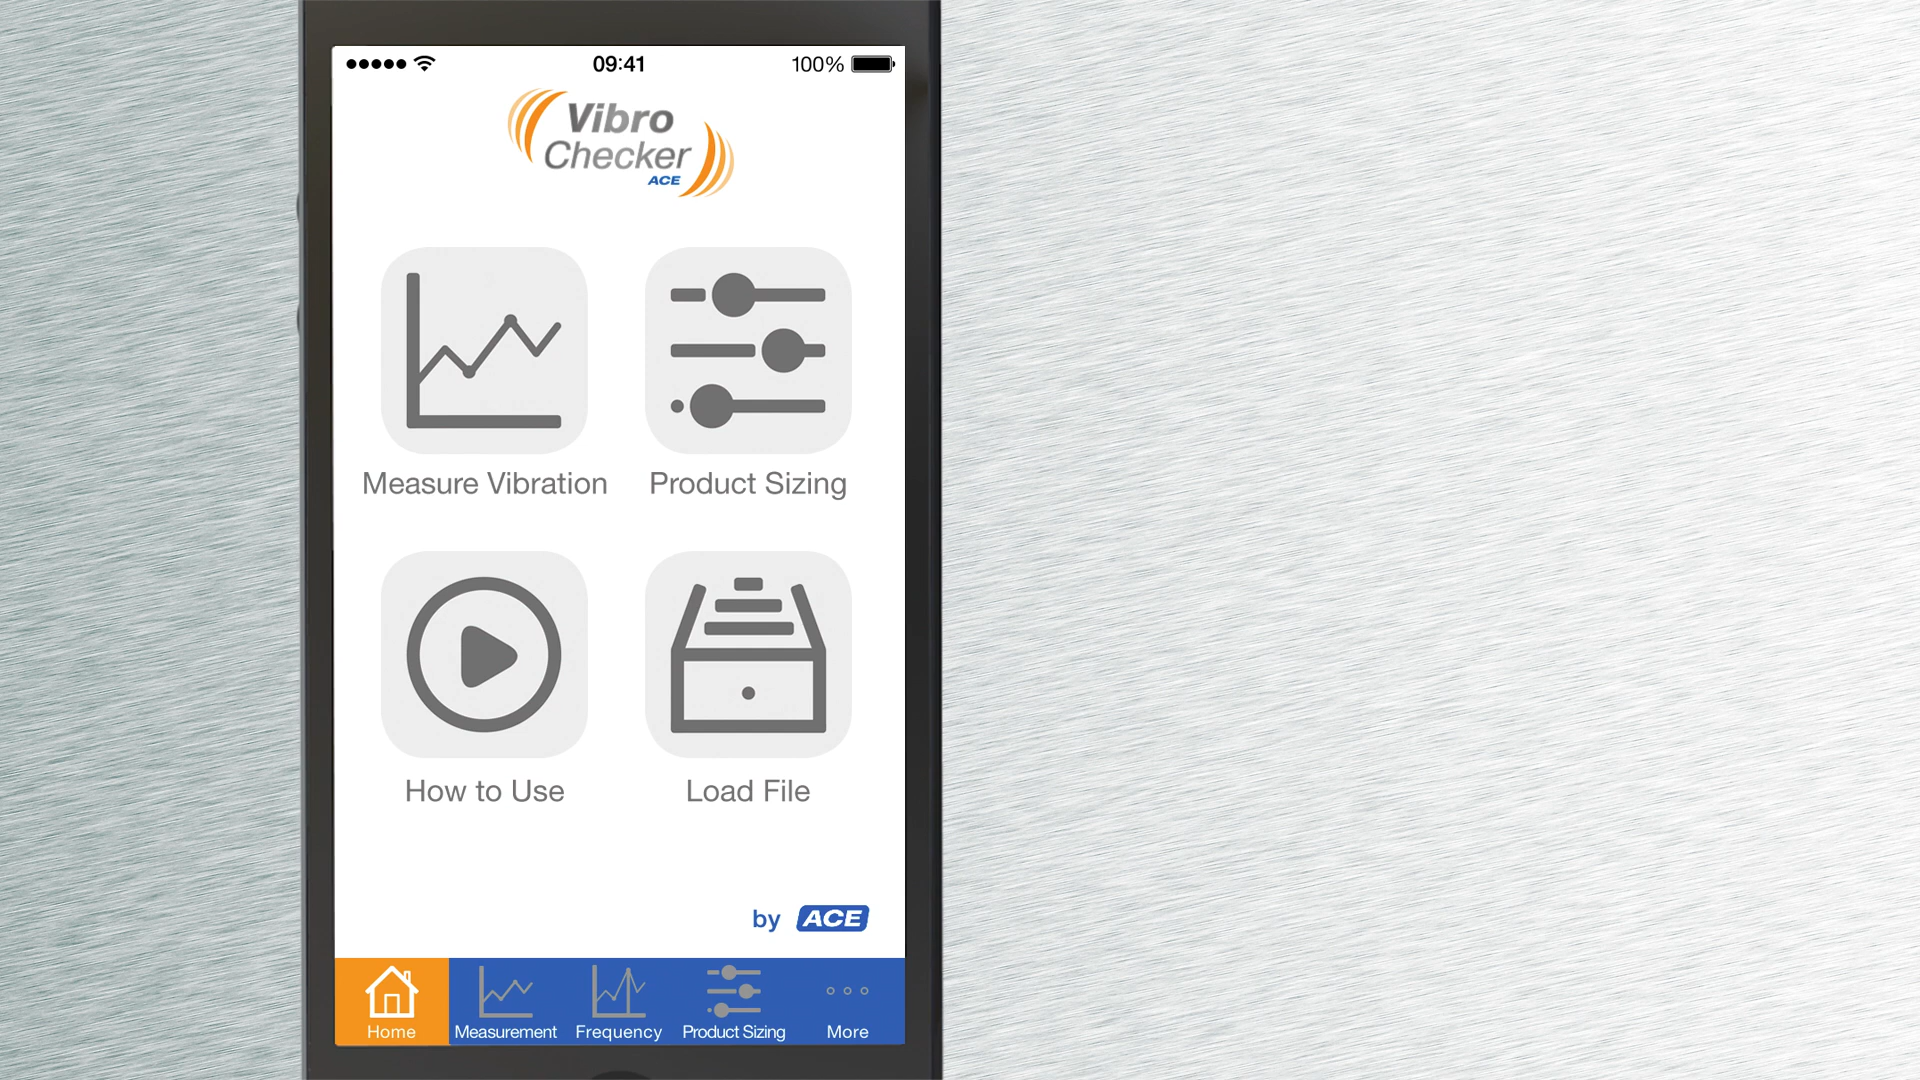 09:41
100%
Vibro
Checker
ACE
Measure Vibration
Product Sizing
How to Use
Load File
by ACE
Home
Measurement
Frequency
Product Sizing
More